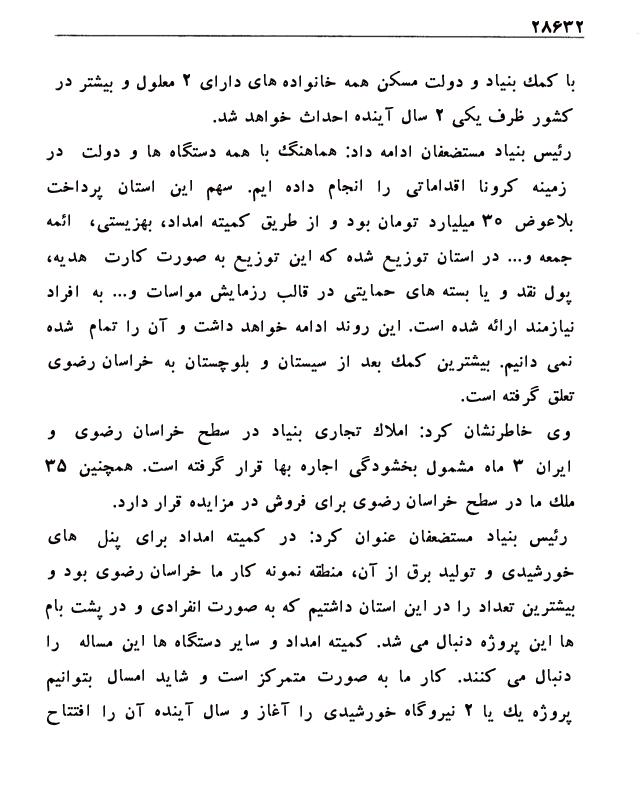 ۲۸۶۳۲
با کمك بنیاد و دولت مسکن همه خانواده های دارای ۲ معلول و بیشتر در
کشور ظرف یکی ۲ سال آینده احداث خواهد شد.
رئیس بنیاد مستضعفان ادامه داد: هماهنگ با همه دستگاه ها و دولت در
زمینه کرونا اقداماتی را انجام داده ایم. سهم این استان پرداخت
بلاعوض ۳۰ میلیارد تومان بود و از طریق کمیته امداد، بهزیستی، ائمه
جمعه و... در استان توزیع شده که این توزیع به صورت کارت هدیه،
پول نقد و یا بسته های حمایتی در قالب رزمایش مواسات و... به افراد
نیازمند ارائه شده است. این روند ادامه خواهد داشت و آن را تمام شده
نمی دانیم. بیشترین کمك بعد از سیستان و بلوچستان به خراسان رضوی
تعلق گرفته است.
وی خاطرنشان کرد: املاك تجاری بنیاد در سطح خراسان رضوی و
ایران ۳ ماه مشمول بخشودگی اجاره بها قرار گرفته است. همچنین ۳۵
ملك ما در سطح خراسان رضوی برای فروش در مزایده قرار دارد.
رئیس بنیاد مستضعفان عنوان کرد: در کمیته امداد برای پنل های
خورشیدی و تولید برق از آن، منطقه نمونه کار ما خراسان رضوی بود و
بیشترین تعداد را در این استان داشتیم که به صورت انفرادی و در پشت بام
ها این پروژه دنبال می شد. کمیته امداد و سایر دستگاه ها این مساله را
دنبال می کنند. کار ما به صورت متمرکز است و شاید امسال بتوانیم
پروژه یك یا ۲ نیروگاه خورشیدی را آغاز و سال آینده آن را افتتاح